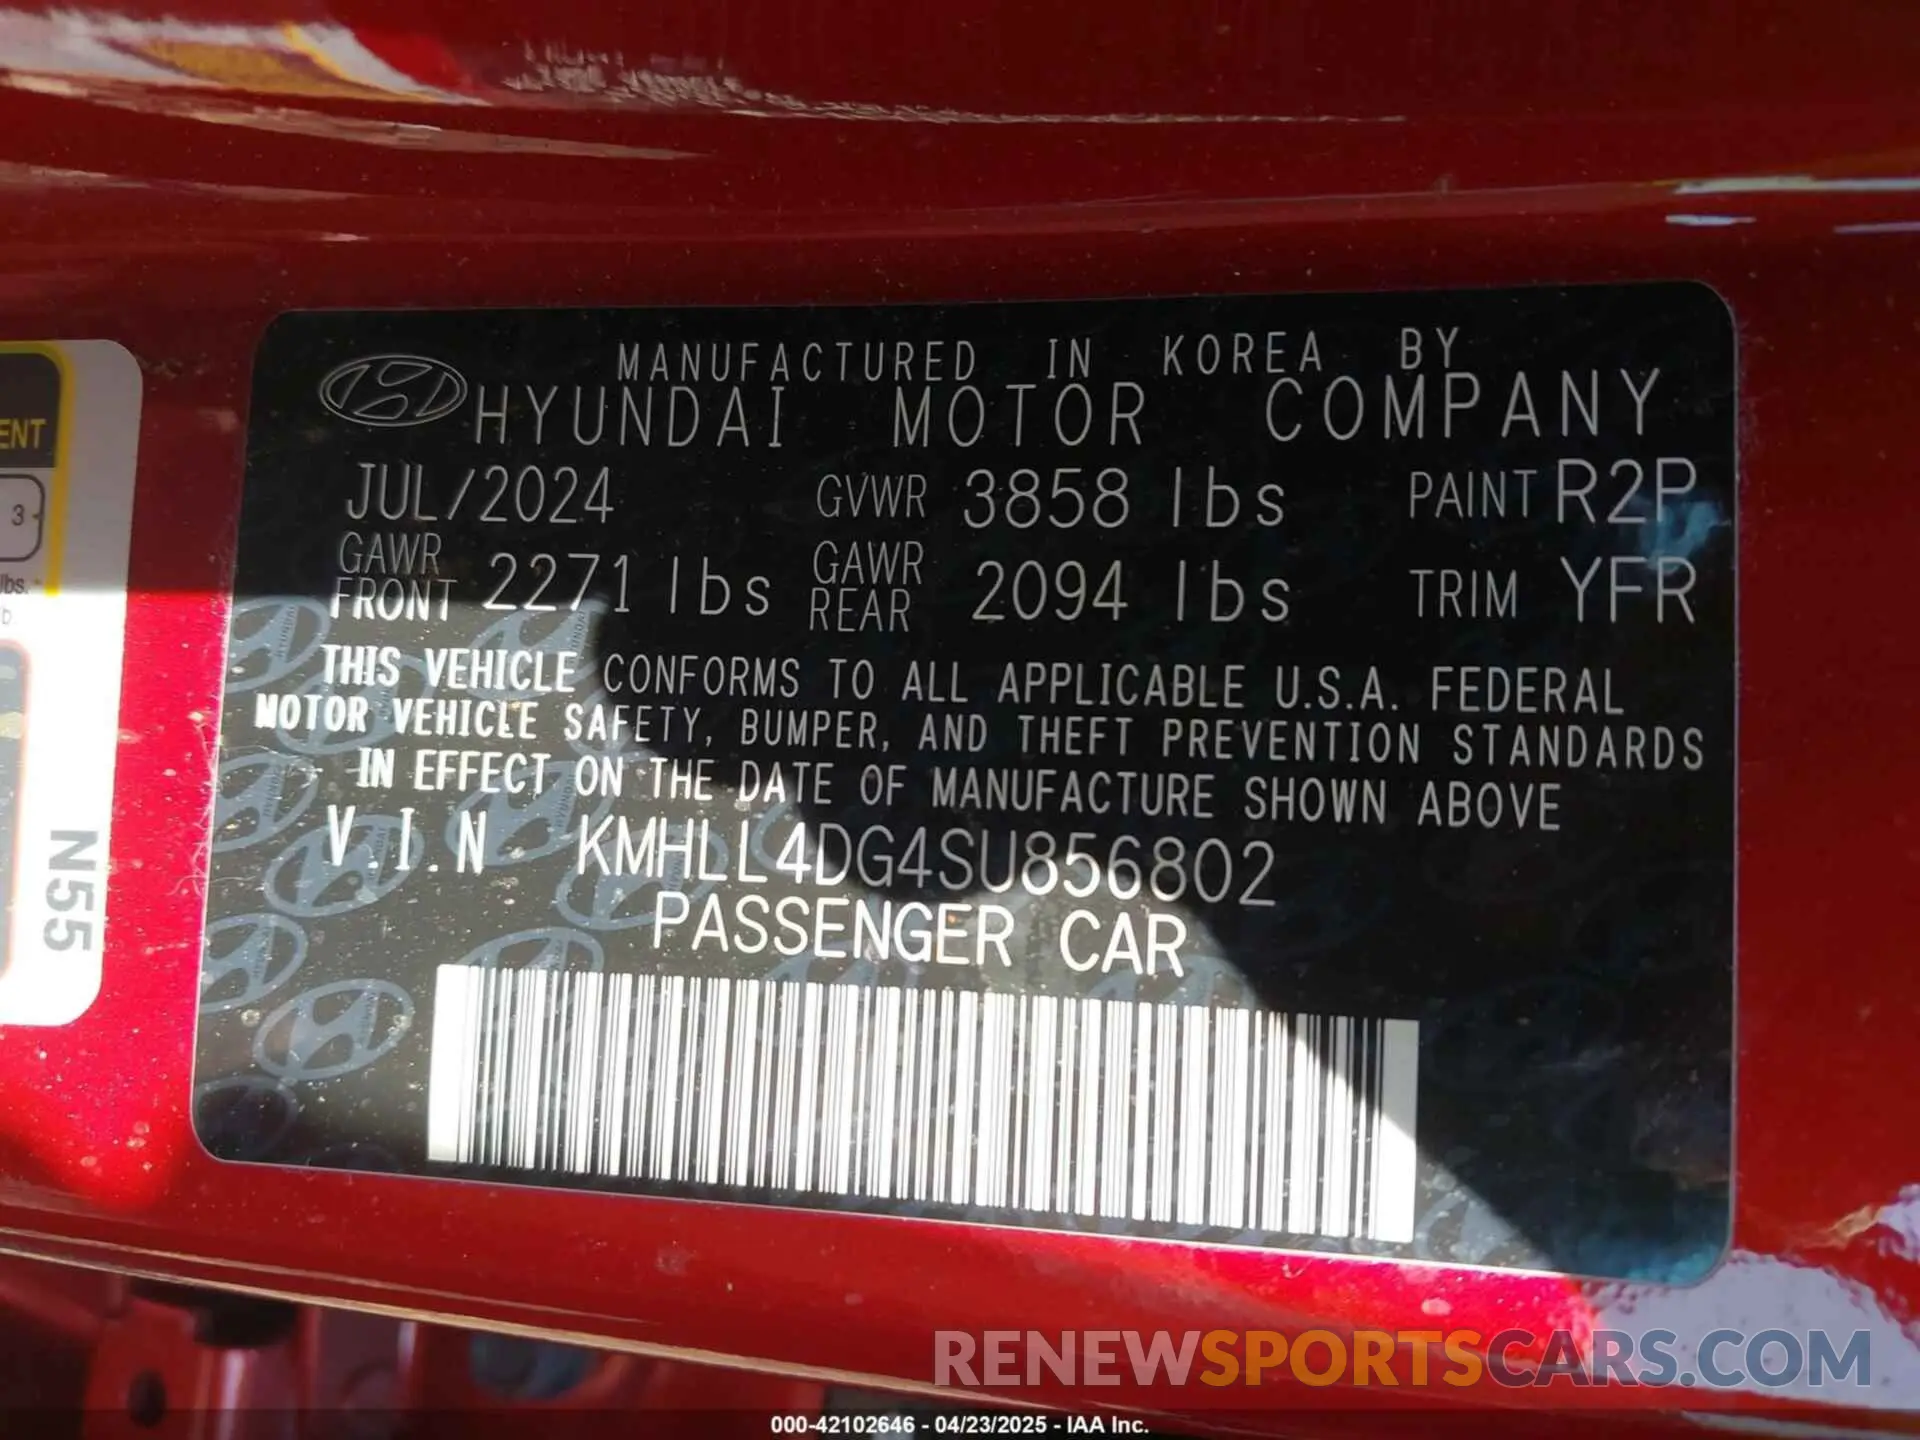 MANUFACTURED IN KOREA BY
HYUNDAI MOTOR COMPANY
JUL/2024 GVWR 3858 lbs PAINT R2P
GAWR FRONT 2271 lbs GAWR REAR 2094 lbs TRIM YFR
THIS VEHICLE CONFORMS TO ALL APPLICABLE U.S.A. FEDERAL
MOTOR VEHICLE SAFETY, BUMPER, AND THEFT PREVENTION STANDARDS
IN EFFECT ON THE DATE OF MANUFACTURE SHOWN ABOVE
V.I.N KMHLL4DG4SU856802
PASSENGER CAR
ENT
3
lbs.
b.
N55
RENEWSPORTSCARS.COM
000-42102646 - 04/23/2025 - IAA Inc.